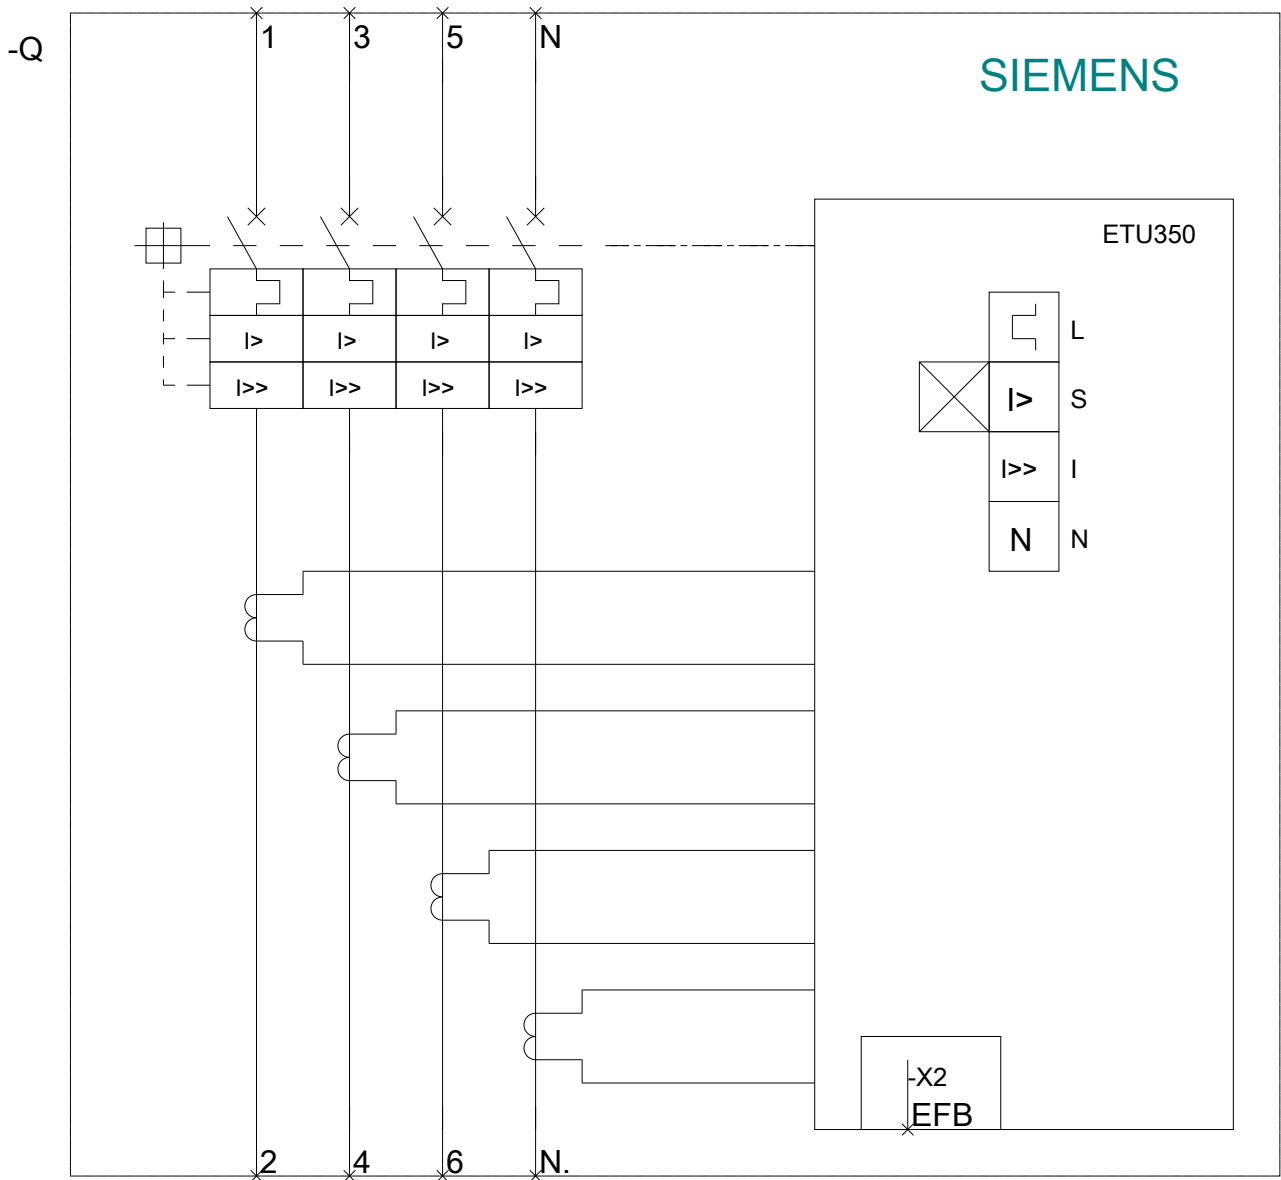 -Q
1 3 5 N
SIEMENS
ETU350
L
I> I> I> I>
I>> I>> I>> I>>
I> S
I>> I
N N
-X2
EFB
2 4 6 N.